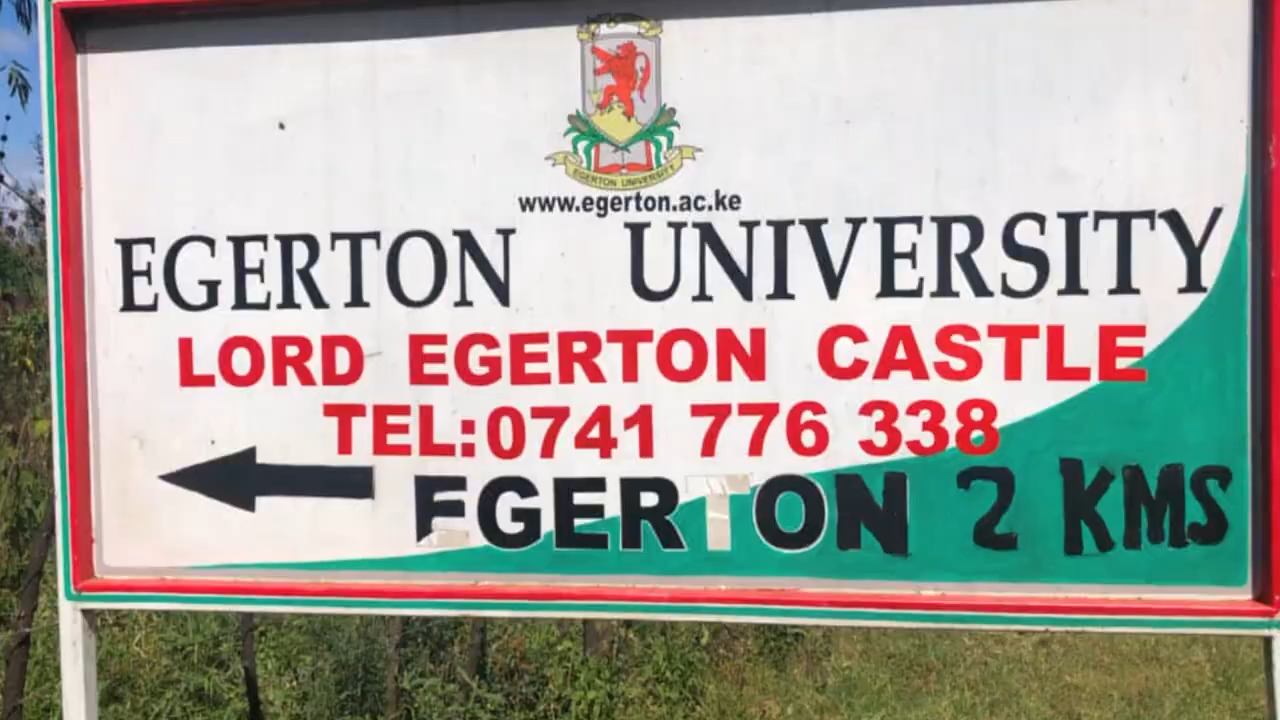 EGERTON UNIVERSITY
www.egerton.ac.ke
EGERTON UNIVERSITY
LORD EGERTON CASTLE
TEL:0741 776 338
EGERTON 2 KMS